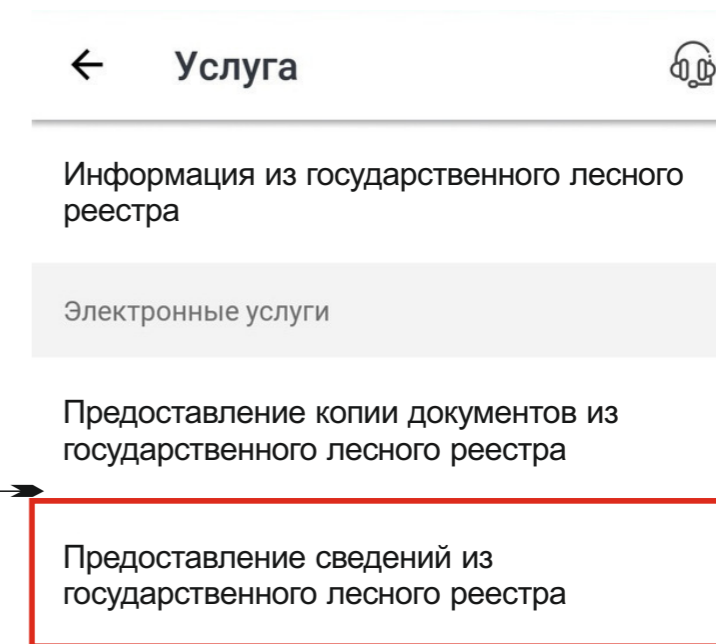 Услуга
Информация из государственного лесного
реестра
Электронные услуги
Предоставление копии документов из
государственного лесного реестра
Предоставление сведений из
государственного лесного реестра